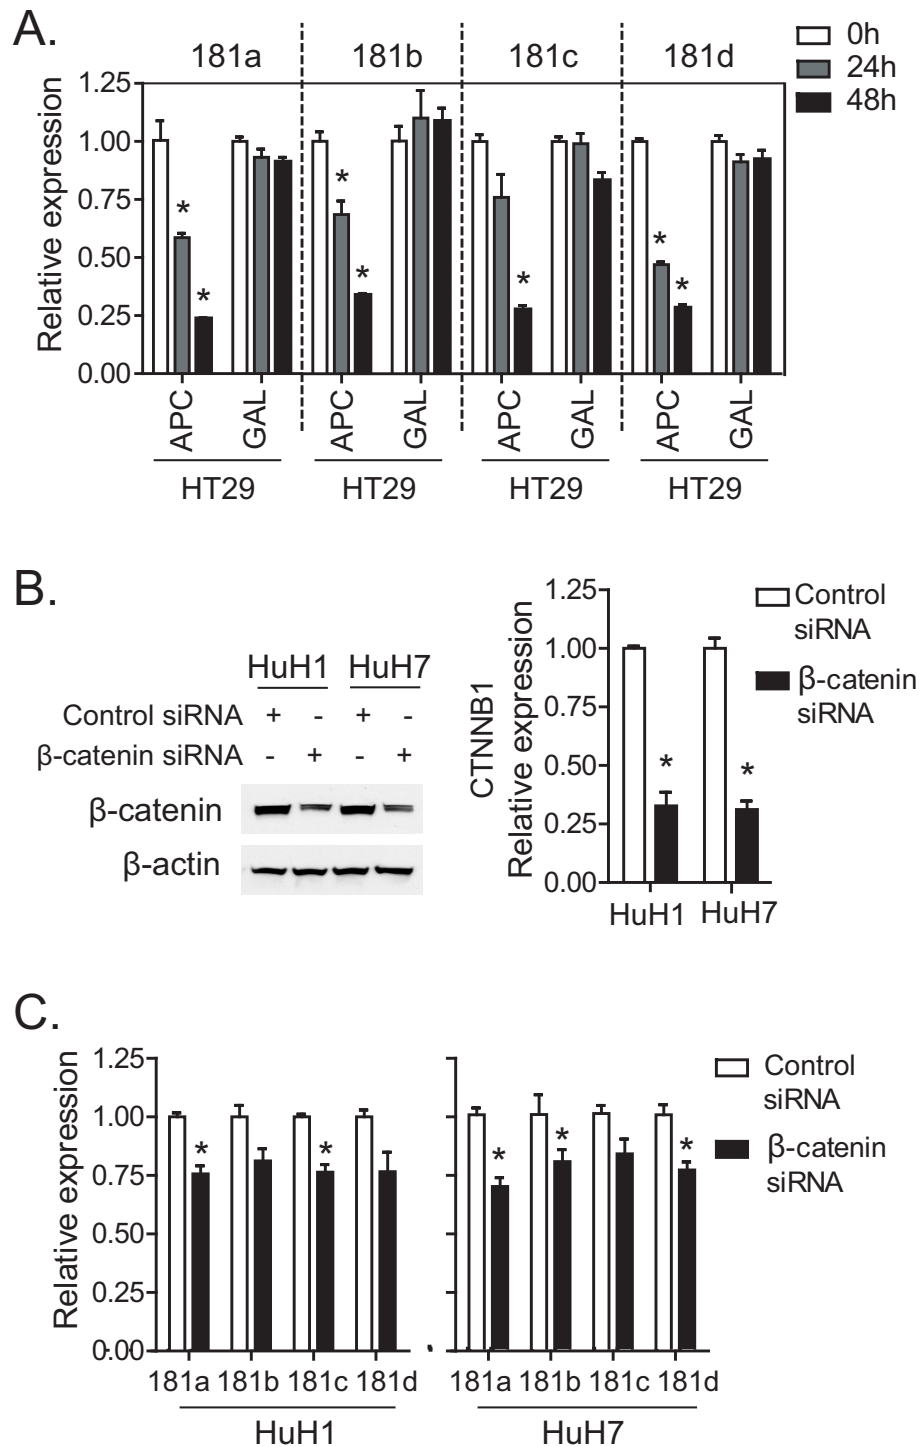 A.
181a 181b 181c 181d
0h
24h
48h
Relative expression
1.25
1.00
0.75
0.50
0.25
0.00
* * * * * * *
APC GAL APC GAL APC GAL APC GAL
HT29 HT29 HT29 HT29
B.
HuH1 HuH7
Control siRNA + - + -
β-catenin siRNA - + - +
β-catenin
β-actin
CTNNB1
Relative expression
1.25
1.00
0.75
0.50
0.25
0.00
* *
HuH1 HuH7
Control
siRNA
β-catenin
siRNA
C.
Relative expression
1.25
1.00
0.75
0.50
0.25
0.00
* * * * *
181a 181b 181c 181d 181a 181b 181c 181d
HuH1 HuH7
Control
siRNA
β-catenin
siRNA